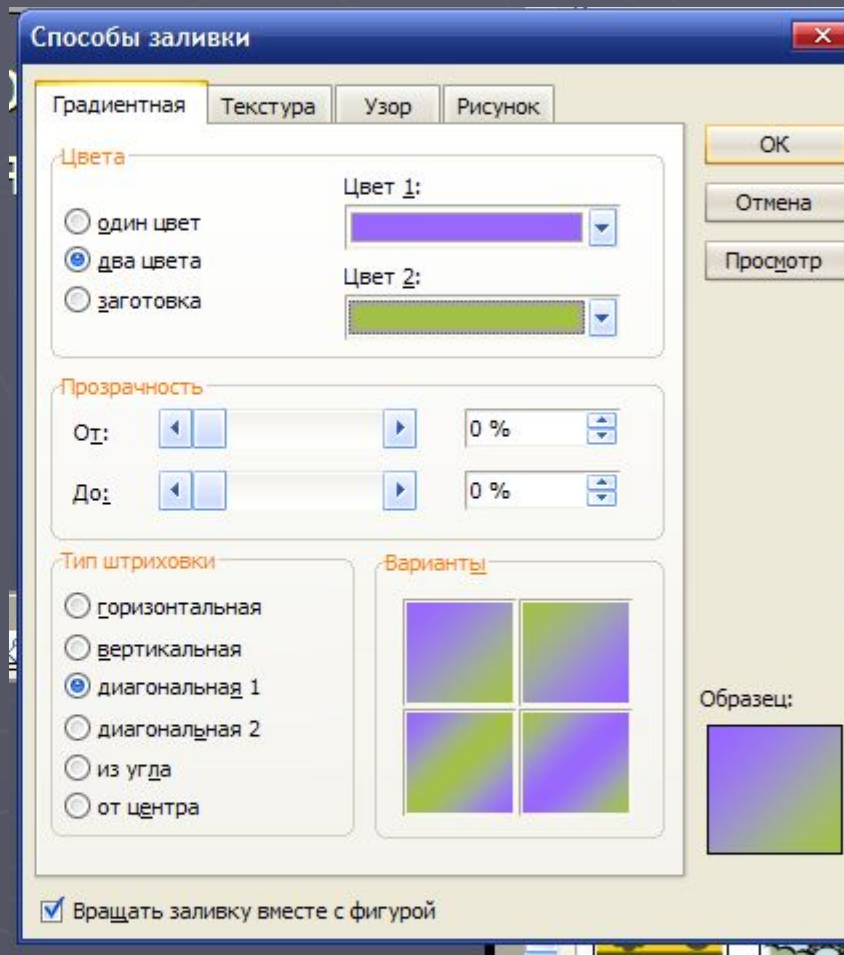 Способы заливки
Градиентная Текстура Узор Рисунок
Цвета
один цвет
два цвета
заготовка
Цвет 1:
Цвет 2:
ОК
Отмена
Просмотр
Прозрачность
От: 0 %
До: 0 %
Тип штриховки
горизонтальная
вертикальная
диагональная 1
диагональная 2
из угла
от центра
Варианты
Образец:
Вращать заливку вместе с фигурой